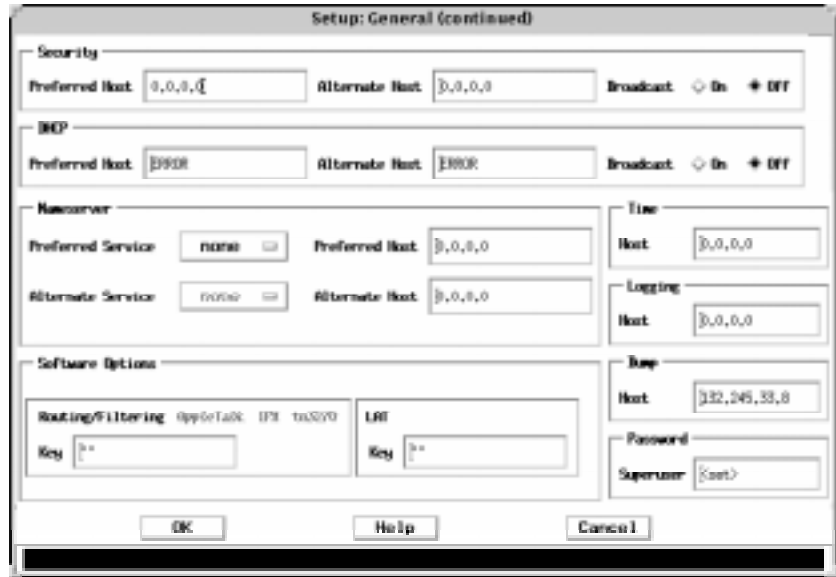 Setup: General (continued)
Security
Preferred Host 0.0.0.0 Alternate Host 0.0.0.0 Broadcast On Off
DHCP
Preferred Host ERROR Alternate Host ERROR Broadcast On Off
Nameserver
Preferred Service none Preferred Host 0.0.0.0
Alternate Service none Alternate Host 0.0.0.0
Time
Host 0.0.0.0
Logging
Host 0.0.0.0
Software Options
Routing/Filtering AppleTalk IPX tn3270
Key ""
LAT
Key ""
Dump
Host 132.245.33.8
Password
Superuser <set>
OK Help Cancel